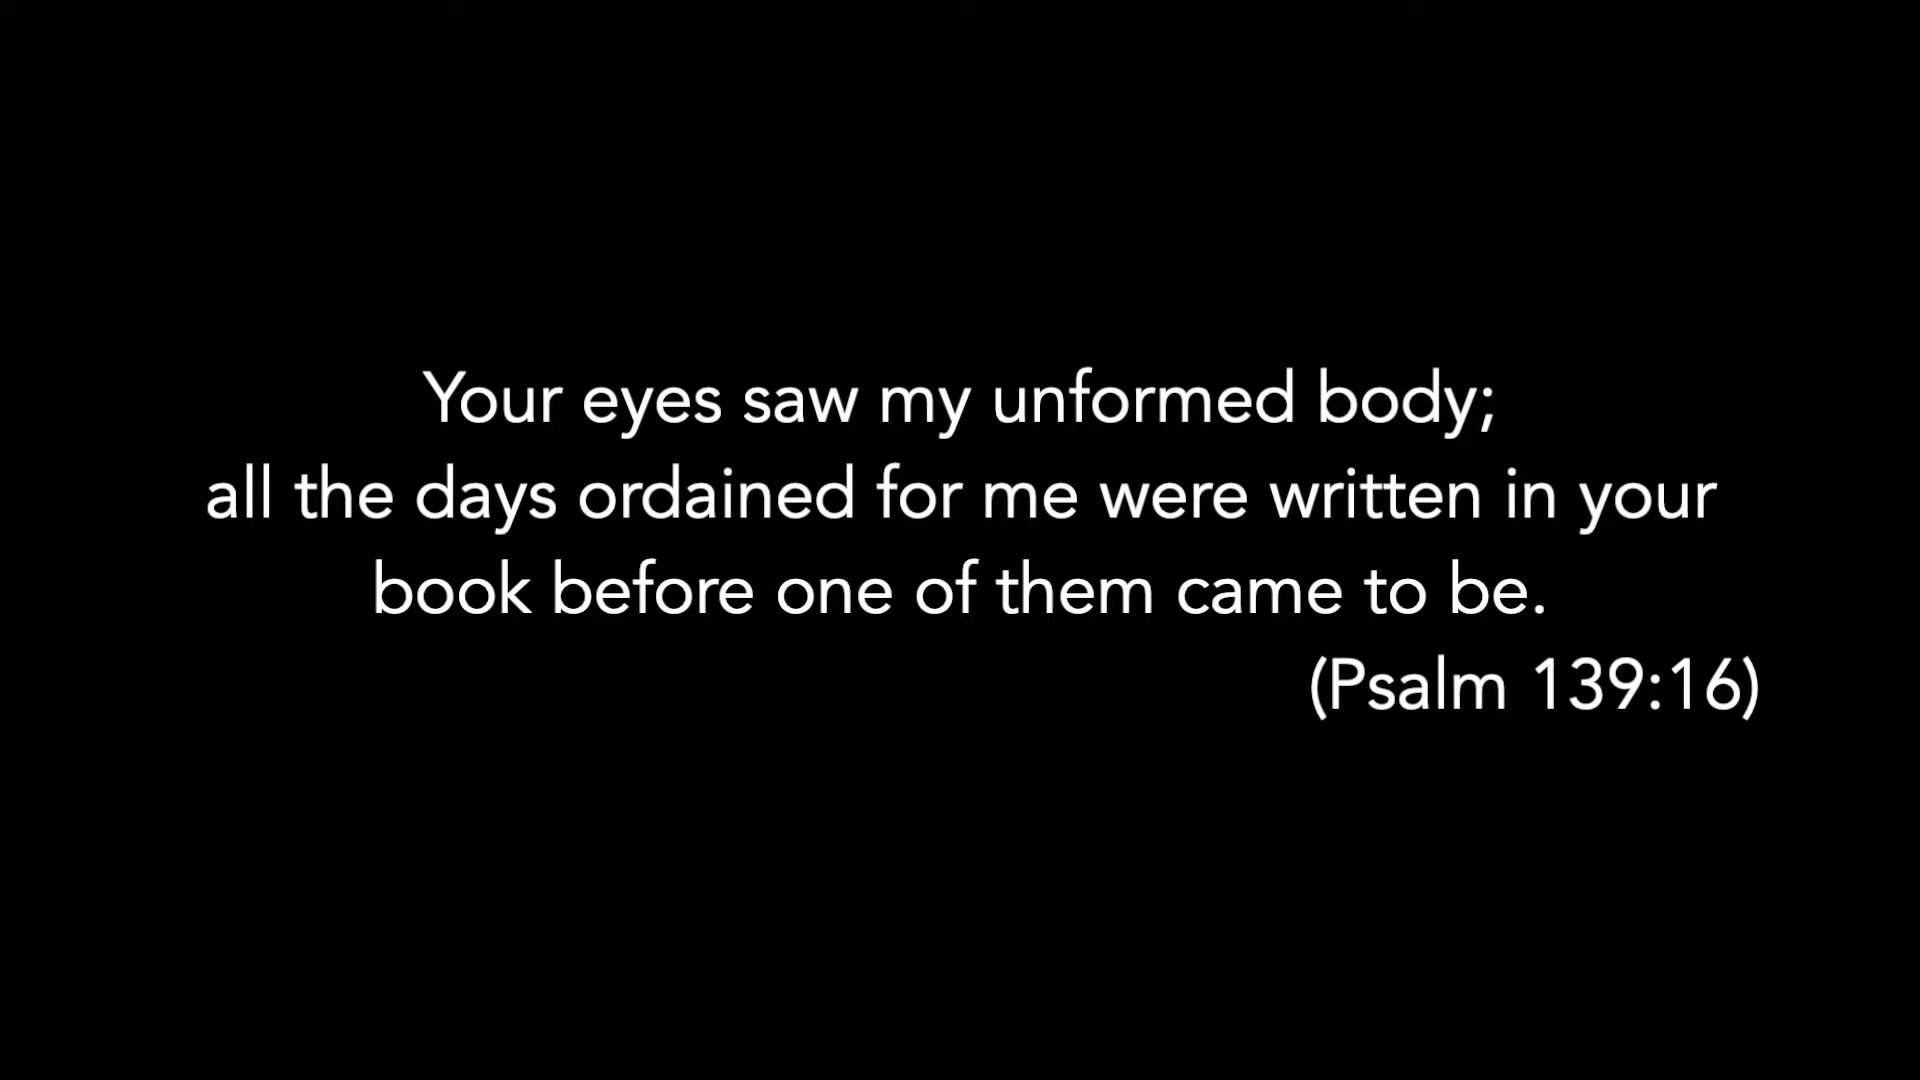 Your eyes saw my unformed body;
all the days ordained for me were written in your
book before one of them came to be.
(Psalm 139:16)